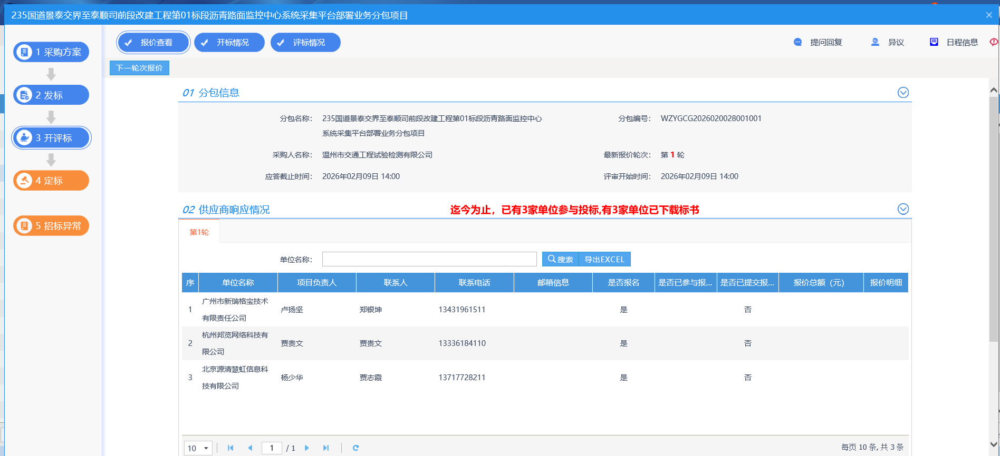 235国道景泰交界至泰顺司前段改建工程第01标段沥青路面监控中心系统采集平台部署业务分包项目
报价查看
开标情况
评标情况
提问回复
异议
日程信息
1 采购方案
2 发标
3 开评标
4 定标
5 招标异常
下一轮次报价
01 分包信息
分包名称： 235国道景泰交界至泰顺司前段改建工程第01标段沥青路面监控中心
系统采集平台部署业务分包项目
分包编号： WZYGCG2026020028001001
采购人名称： 温州市交通工程试验检测有限公司
最新报价轮次： 第 1 轮
应答截止时间： 2026年02月09日 14:00
评审开始时间： 2026年02月09日 14:00
02 供应商响应情况
迄今为止，已有3家单位参与投标,有3家单位已下载标书
第1轮
单位名称：
搜索
导出EXCEL
序 单位名称 项目负责人 联系人 联系电话 邮箱信息 是否报名 是否已参与报... 是否已提交报... 报价总额（元） 报价明细
1 广州市新瑞格宝技术
有限责任公司 卢扬坚 郑银坤 13431961511 是 否
2 杭州邦览网络科技有
限公司 贾贵文 贾贵文 13336184110 是 否
3 北京源清慧虹信息科
技有限公司 杨少华 贾志霞 13717728211 是 否
10
1 / 1
每页 10 条, 共 3 条